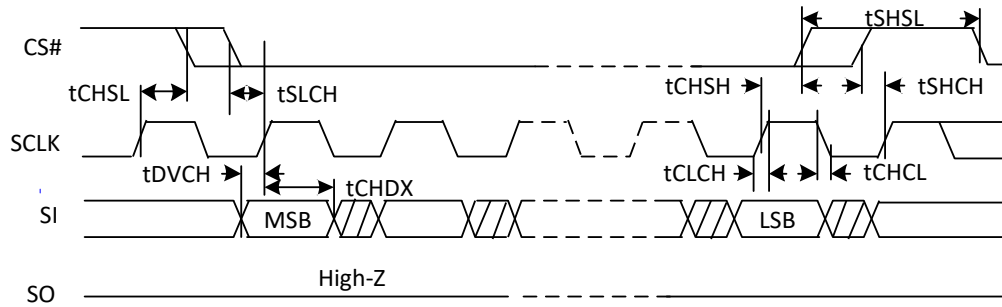 tSHSL
CS#
tCHSL
tSLCH
tCHSH
tSHCH
SCLK
tDVCH
tCHDX
tCLCH
tCHCL
SI
MSB
LSB
High-Z
SO